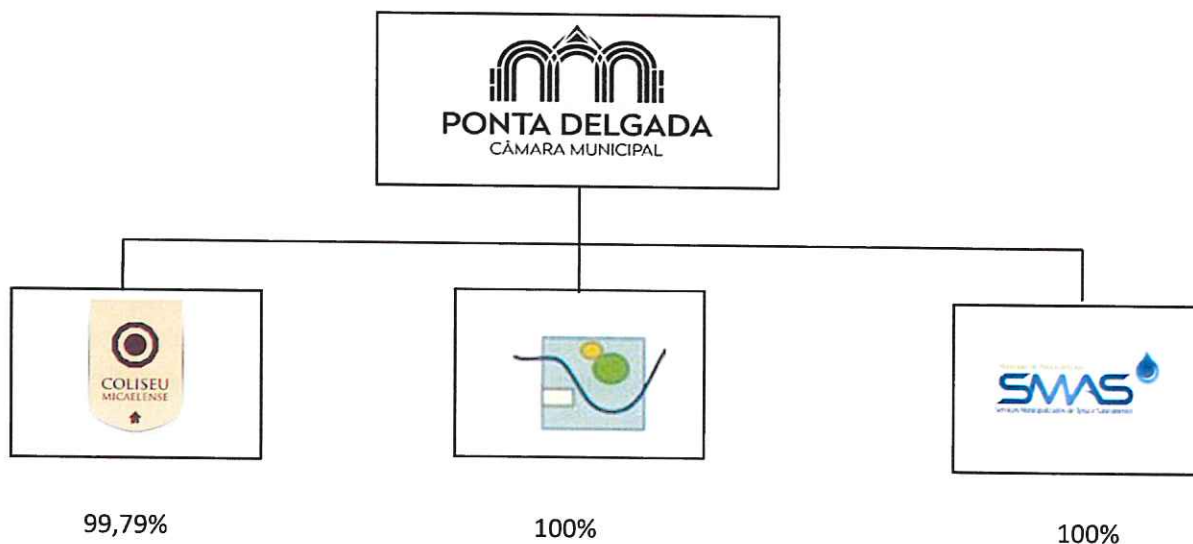 PONTA DELGADA
CÂMARA MUNICIPAL
COLISEU
MICAELENSE
SMAS
99,79%
100%
100%